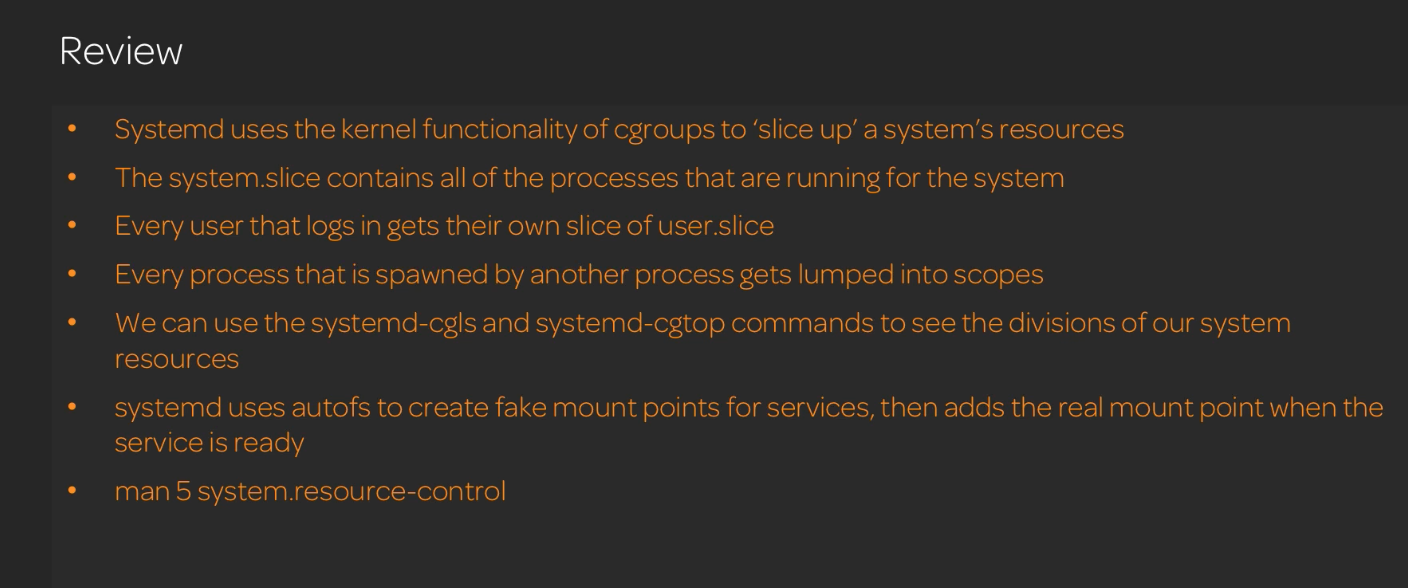 Review
• Systemd uses the kernel functionality of cgroups to ‘slice up’ a system’s resources
• The system.slice contains all of the processes that are running for the system
• Every user that logs in gets their own slice of user.slice
• Every process that is spawned by another process gets lumped into scopes
• We can use the systemd-cgls and systemd-cgtop commands to see the divisions of our system
resources
• systemd uses autofs to create fake mount points for services, then adds the real mount point when the
service is ready
• man 5 system.resource-control